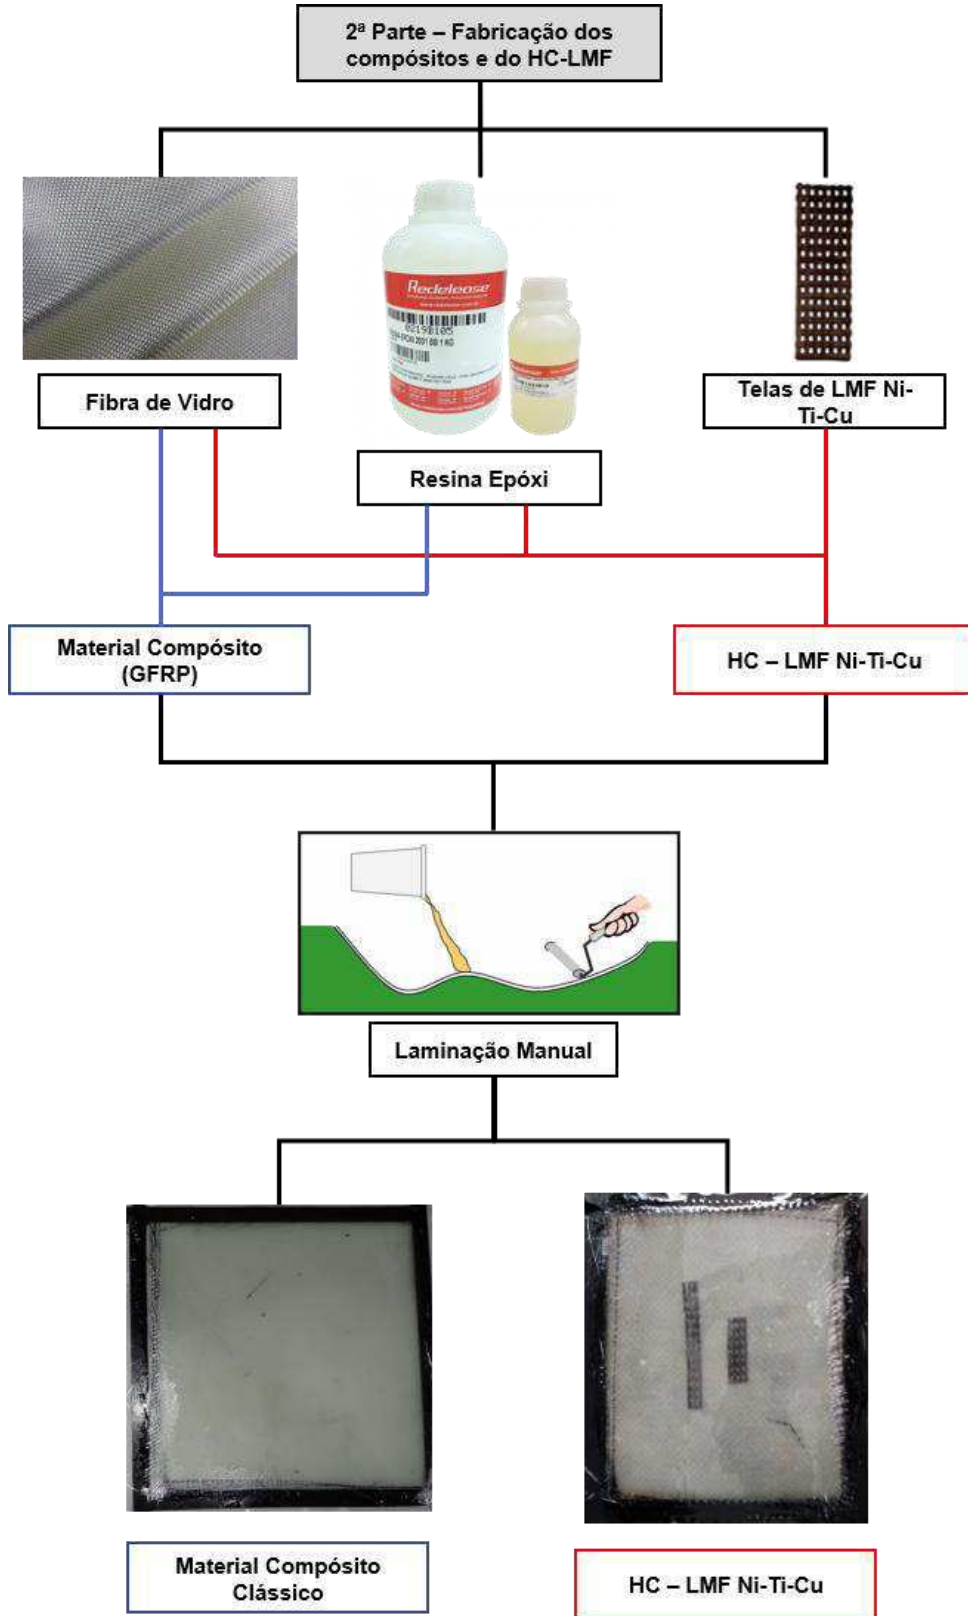 2ª Parte – Fabricação dos
compósitos e do HC-LMF
Redelease
0219B105
Fibra de Vidro
Resina Epóxi
Telas de LMF Ni-
Ti-Cu
Material Compósito
(GFRP)
HC – LMF Ni-Ti-Cu
Laminação Manual
Material Compósito
Clássico
HC – LMF Ni-Ti-Cu